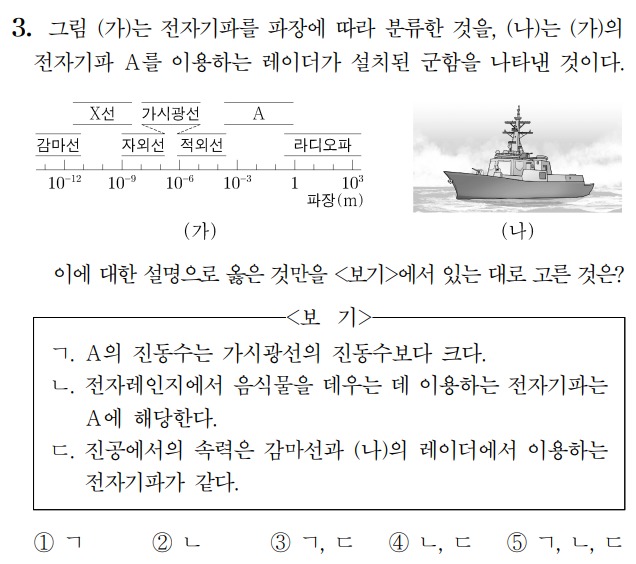 3. 그림 (가)는 전자기파를 파장에 따라 분류한 것을, (나)는 (가)의
전자기파 A를 이용하는 레이더가 설치된 군함을 나타낸 것이다.
X선 가시광선 A
감마선 자외선 적외선 라디오파
10⁻¹² 10⁻⁹ 10⁻⁶ 10⁻³ 1 10³
파장(m)
(가) (나)
이에 대한 설명으로 옳은 것만을 <보기>에서 있는 대로 고른 것은?
<보 기>
ㄱ. A의 진동수는 가시광선의 진동수보다 크다.
ㄴ. 전자레인지에서 음식물을 데우는 데 이용하는 전자기파는
A에 해당한다.
ㄷ. 진공에서의 속력은 감마선과 (나)의 레이더에서 이용하는
전자기파가 같다.
① ㄱ ② ㄴ ③ ㄱ, ㄷ ④ ㄴ, ㄷ ⑤ ㄱ, ㄴ, ㄷ